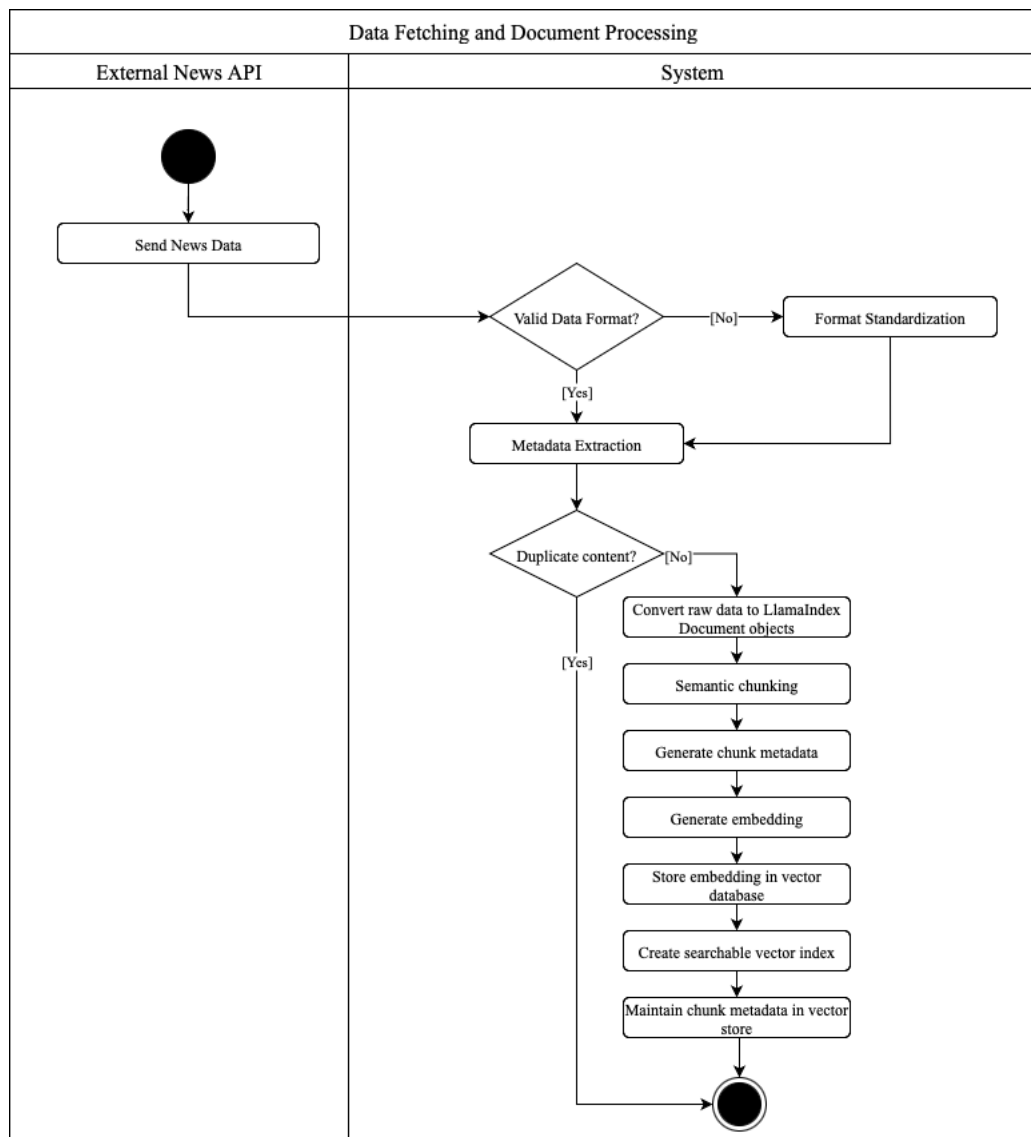 Data Fetching and Document Processing
External News API
System
Send News Data
Valid Data Format?
[No]
Format Standardization
[Yes]
Metadata Extraction
Duplicate content?
[No]
Convert raw data to LlamaIndex
Document objects
[Yes]
Semantic chunking
Generate chunk metadata
Generate embedding
Store embedding in vector
database
Create searchable vector index
Maintain chunk metadata in vector
store